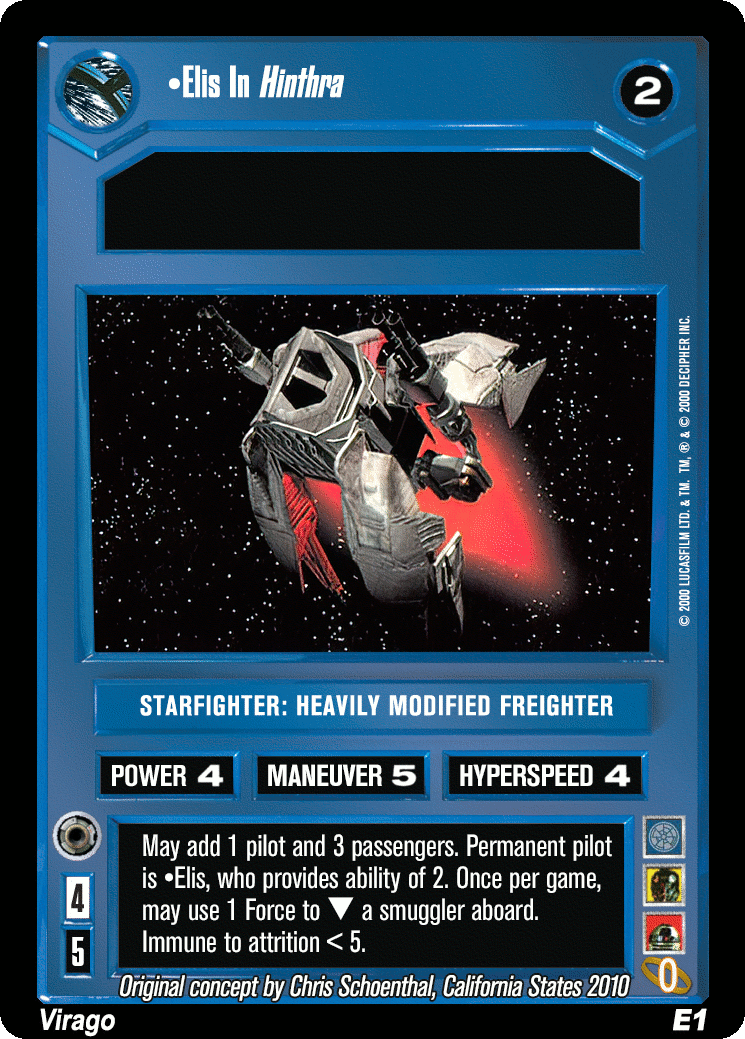 •Elis In Hinthra
2
© 2000 LUCASFILM LTD. & TM. TM, ® & © 2000 DECIPHER INC.
STARFIGHTER: HEAVILY MODIFIED FREIGHTER
POWER 4 MANEUVER 5 HYPERSPEED 4
May add 1 pilot and 3 passengers. Permanent pilot
is •Elis, who provides ability of 2. Once per game,
may use 1 Force to ▼ a smuggler aboard.
Immune to attrition < 5.
4
5
0
Original concept by Chris Schoenthal, California States 2010
Virago E1